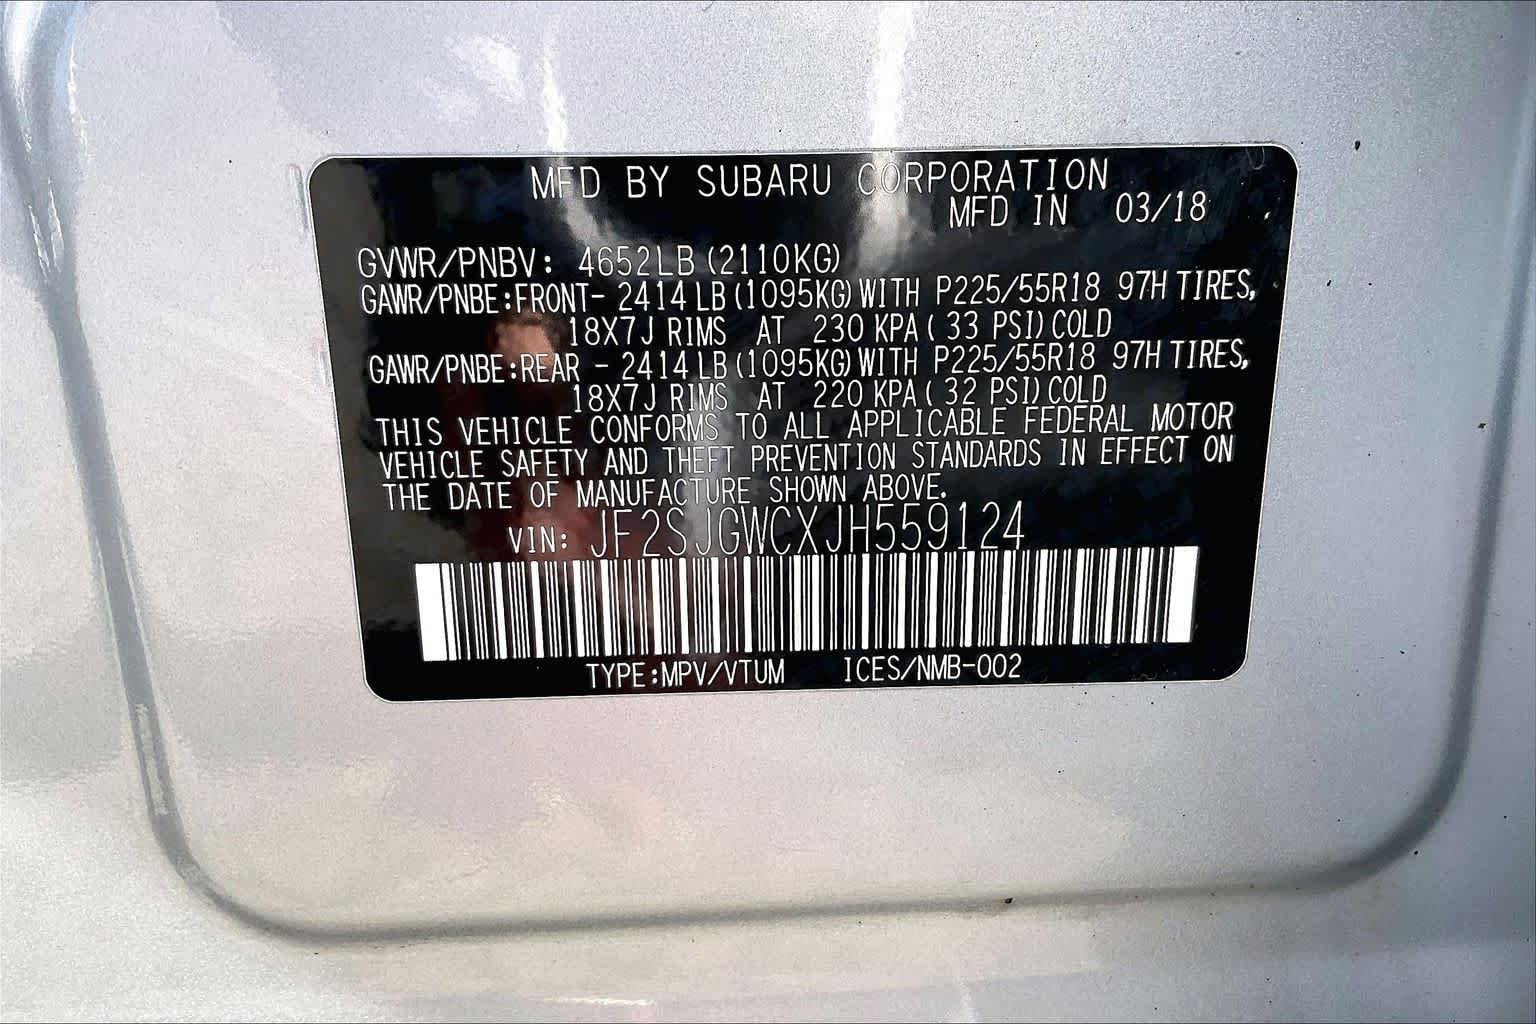 MFD BY SUBARU CORPORATION
MFD IN 03/18
GVWR/PNBV: 4652LB (2110KG)
GAWR/PNBE:FRONT- 2414 LB (1095KG) WITH P225/55R18 97H TIRES,
18X7J RIMS AT 230 KPA ( 33 PSI) COLD
GAWR/PNBE:REAR - 2414 LB (1095KG) WITH P225/55R18 97H TIRES,
18X7J RIMS AT 220 KPA ( 32 PSI) COLD
THIS VEHICLE CONFORMS TO ALL APPLICABLE FEDERAL MOTOR
VEHICLE SAFETY AND THEFT PREVENTION STANDARDS IN EFFECT ON
THE DATE OF MANUFACTURE SHOWN ABOVE.
VIN: JF2SJGWCXJH559124
TYPE:MPV/VTUM ICES/NMB-002